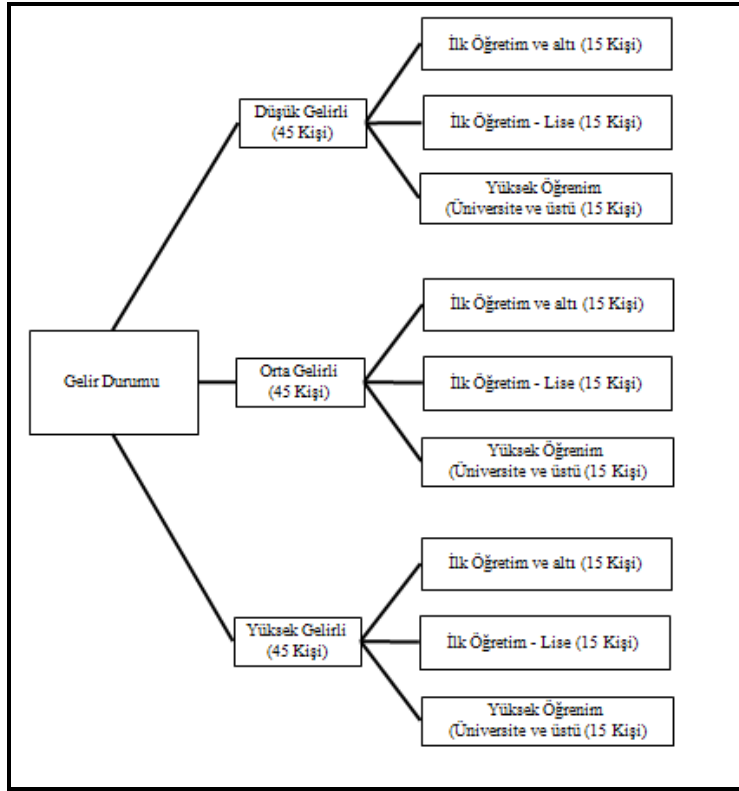 Gelir Durumu
Düşük Gelirli
(45 Kişi)
İlk Öğretim ve altı (15 Kişi)
İlk Öğretim - Lise (15 Kişi)
Yüksek Öğrenim
(Üniversite ve üstü (15 Kişi)
Orta Gelirli
(45 Kişi)
İlk Öğretim ve altı (15 Kişi)
İlk Öğretim - Lise (15 Kişi)
Yüksek Öğrenim
(Üniversite ve üstü (15 Kişi)
Yüksek Gelirli
(45 Kişi)
İlk Öğretim ve altı (15 Kişi)
İlk Öğretim - Lise (15 Kişi)
Yüksek Öğrenim
(Üniversite ve üstü (15 Kişi)